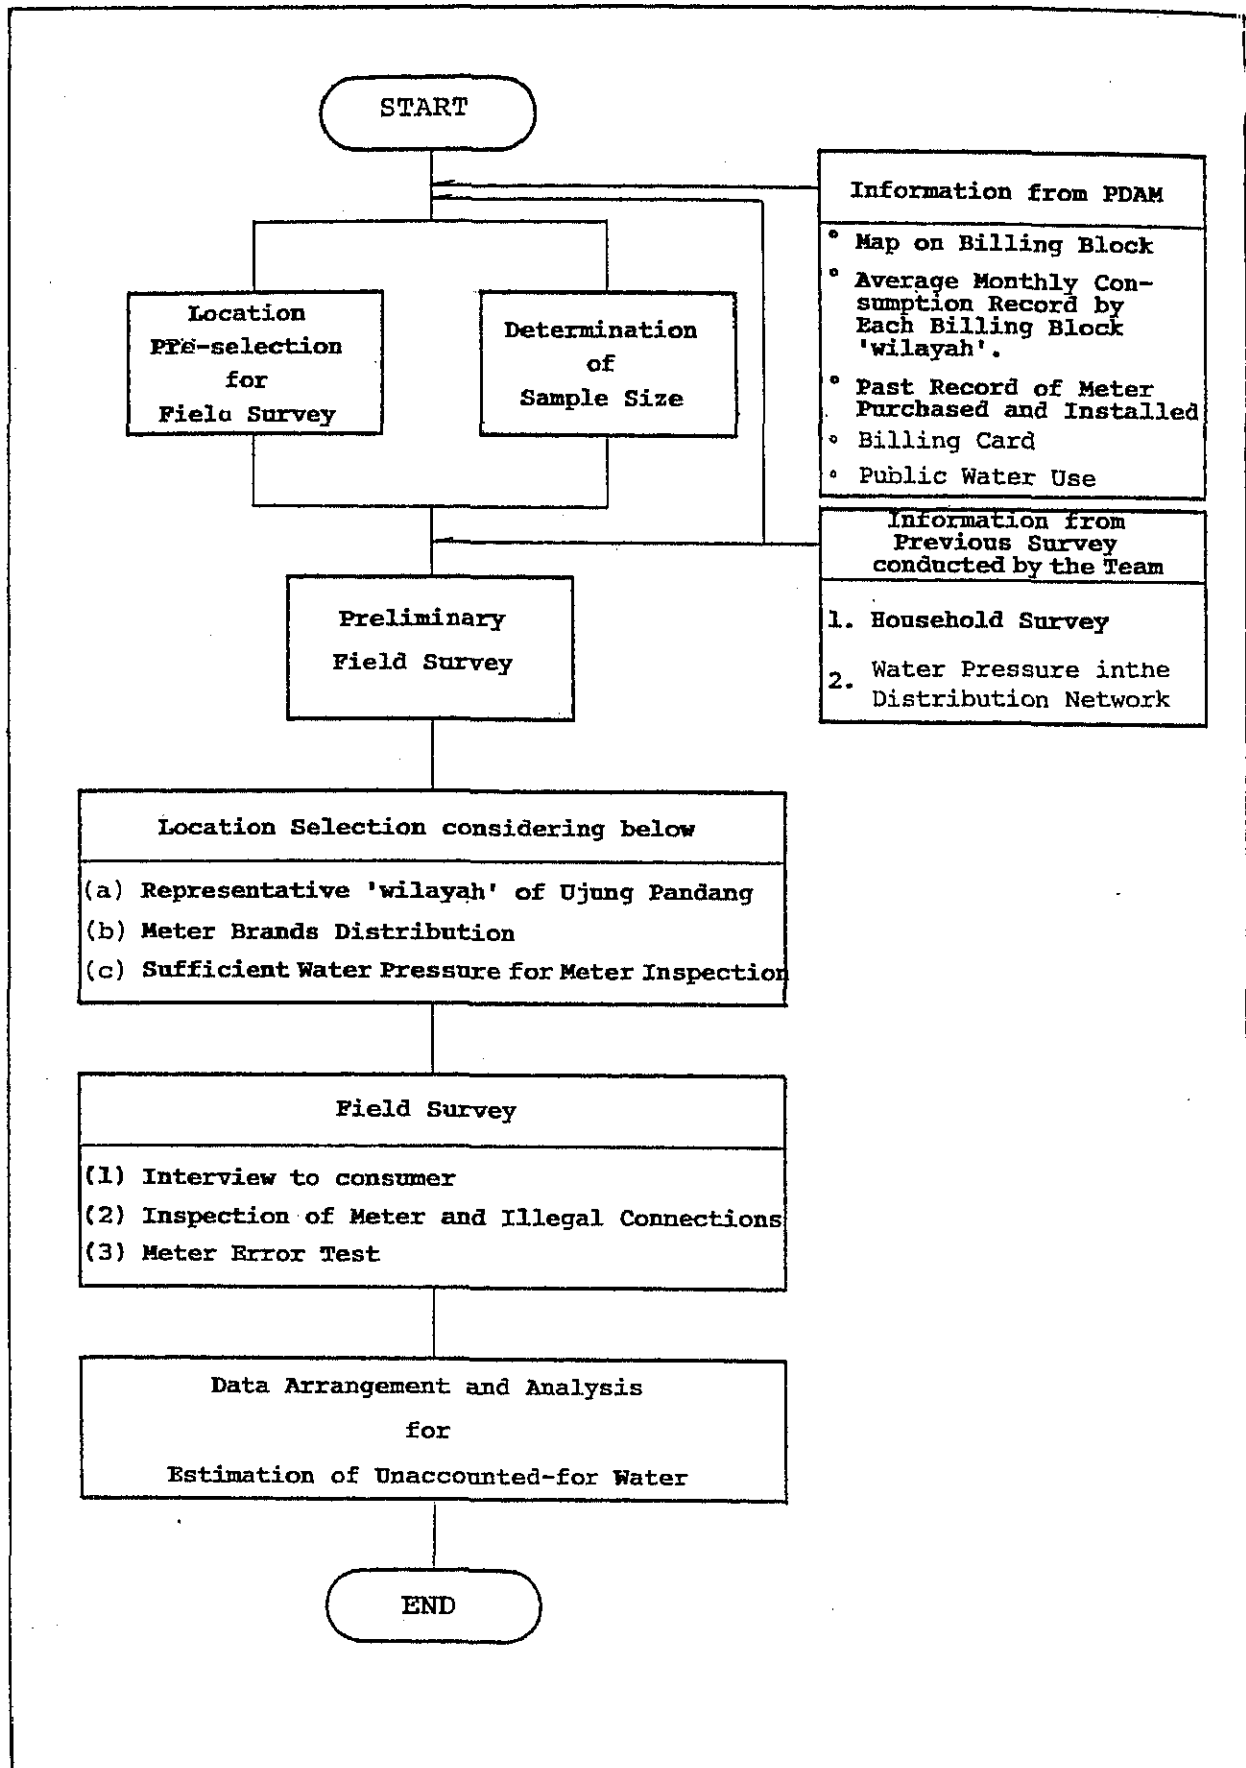 START
Information from PDAM
° Map on Billing Block
° Average Monthly Con-
sumption Record by
Each Billing Block
'wilayah'.
° Past Record of Meter
Purchased and Installed
° Billing Card
° Public Water Use
Location
Pre-selection
for
Field Survey
Determination
of
Sample Size
Information from
Previous Survey
conducted by the Team
1. Household Survey
2. Water Pressure inthe
Distribution Network
Preliminary
Field Survey
Location Selection considering below
(a) Representative 'wilayah' of Ujung Pandang
(b) Meter Brands Distribution
(c) Sufficient Water Pressure for Meter Inspection
Field Survey
(1) Interview to consumer
(2) Inspection of Meter and Illegal Connections
(3) Meter Error Test
Data Arrangement and Analysis
for
Estimation of Unaccounted-for Water
END